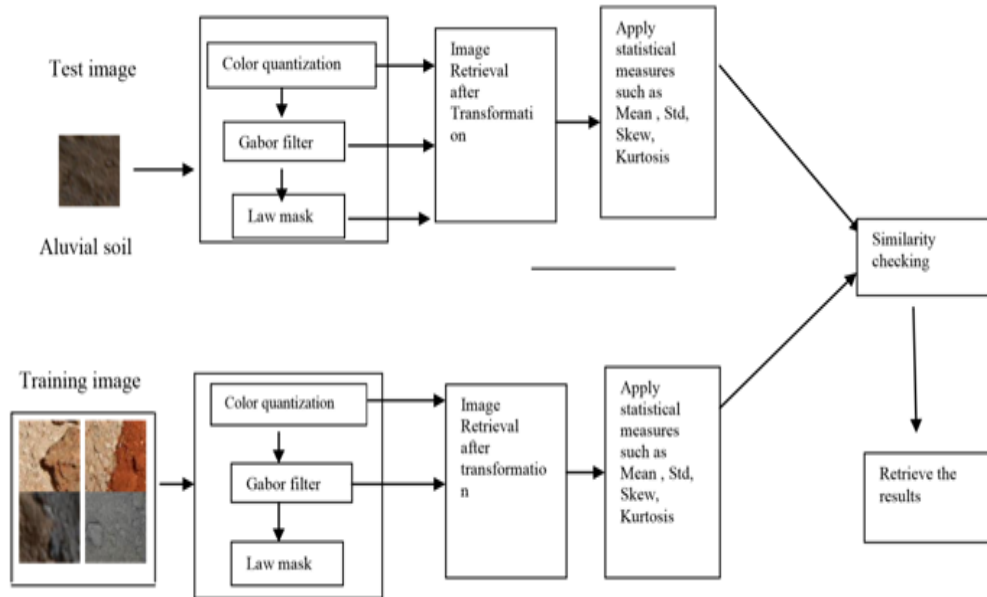 Test image
Aluvial soil
Color quantization
Gabor filter
Law mask
Image
Retrieval
after
Transformati
on
Apply
statistical
measures
such as
Mean , Std,
Skew,
Kurtosis
Similarity
checking
Training image
Color quantization
Gabor filter
Law mask
Image
Retrieval
after
transformatio
n
Apply
statistical
measures
such as
Mean , Std,
Skew,
Kurtosis
Retrieve the
results